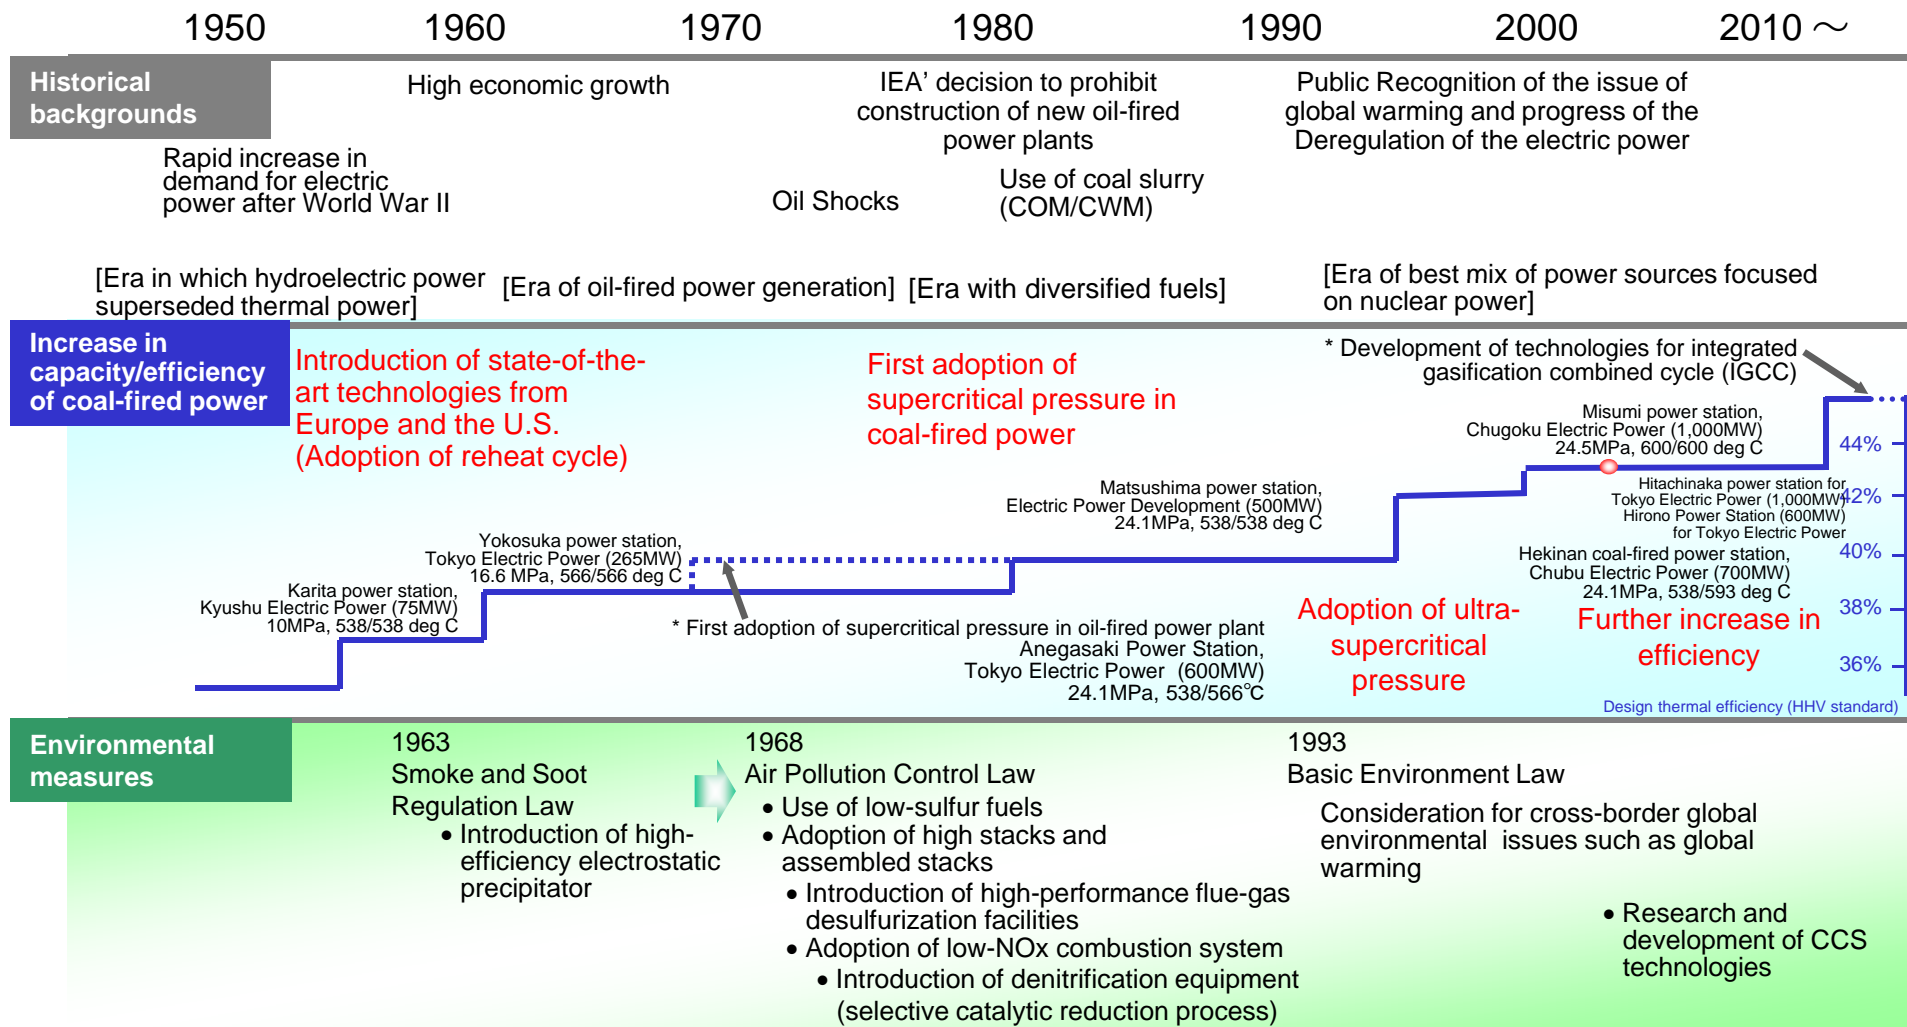 1950 1960 1970 1980 1990 2000 2010 ～
Historical
backgrounds
High economic growth
IEA' decision to prohibit
construction of new oil-fired
power plants
Public Recognition of the issue of
global warming and progress of the
Deregulation of the electric power
Rapid increase in
demand for electric
power after World War II
Oil Shocks
Use of coal slurry
(COM/CWM)
[Era in which hydroelectric power
superseded thermal power]
[Era of oil-fired power generation]
[Era with diversified fuels]
[Era of best mix of power sources focused
on nuclear power]
Increase in
capacity/efficiency
of coal-fired power
Introduction of state-of-the-
art technologies from
Europe and the U.S.
(Adoption of reheat cycle)
First adoption of
supercritical pressure in
coal-fired power
* Development of technologies for integrated
gasification combined cycle (IGCC)
Misumi power station,
Chugoku Electric Power (1,000MW)
24.5MPa, 600/600 deg C
44%
Matsushima power station,
Electric Power Development (500MW)
24.1MPa, 538/538 deg C
Hitachinaka power station for
Tokyo Electric Power (1,000MW)
Hirono Power Station (600MW)
for Tokyo Electric Power
42%
Yokosuka power station,
Tokyo Electric Power (265MW)
16.6 MPa, 566/566 deg C
40%
Hekinan coal-fired power station,
Chubu Electric Power (700MW)
24.1MPa, 538/593 deg C
Karita power station,
Kyushu Electric Power (75MW)
10MPa, 538/538 deg C
38%
* First adoption of supercritical pressure in oil-fired power plant
Anegasaki Power Station,
Tokyo Electric Power (600MW)
24.1MPa, 538/566℃
Adoption of ultra-
supercritical
pressure
Further increase in
efficiency
36%
Design thermal efficiency (HHV standard)
Environmental
measures
1963
Smoke and Soot
Regulation Law
• Introduction of high-
efficiency electrostatic
precipitator
1968
Air Pollution Control Law
• Use of low-sulfur fuels
• Adoption of high stacks and
assembled stacks
• Introduction of high-performance flue-gas
desulfurization facilities
• Adoption of low-NOx combustion system
• Introduction of denitrification equipment
(selective catalytic reduction process)
1993
Basic Environment Law
Consideration for cross-border global
environmental issues such as global
warming
• Research and
development of CCS
technologies